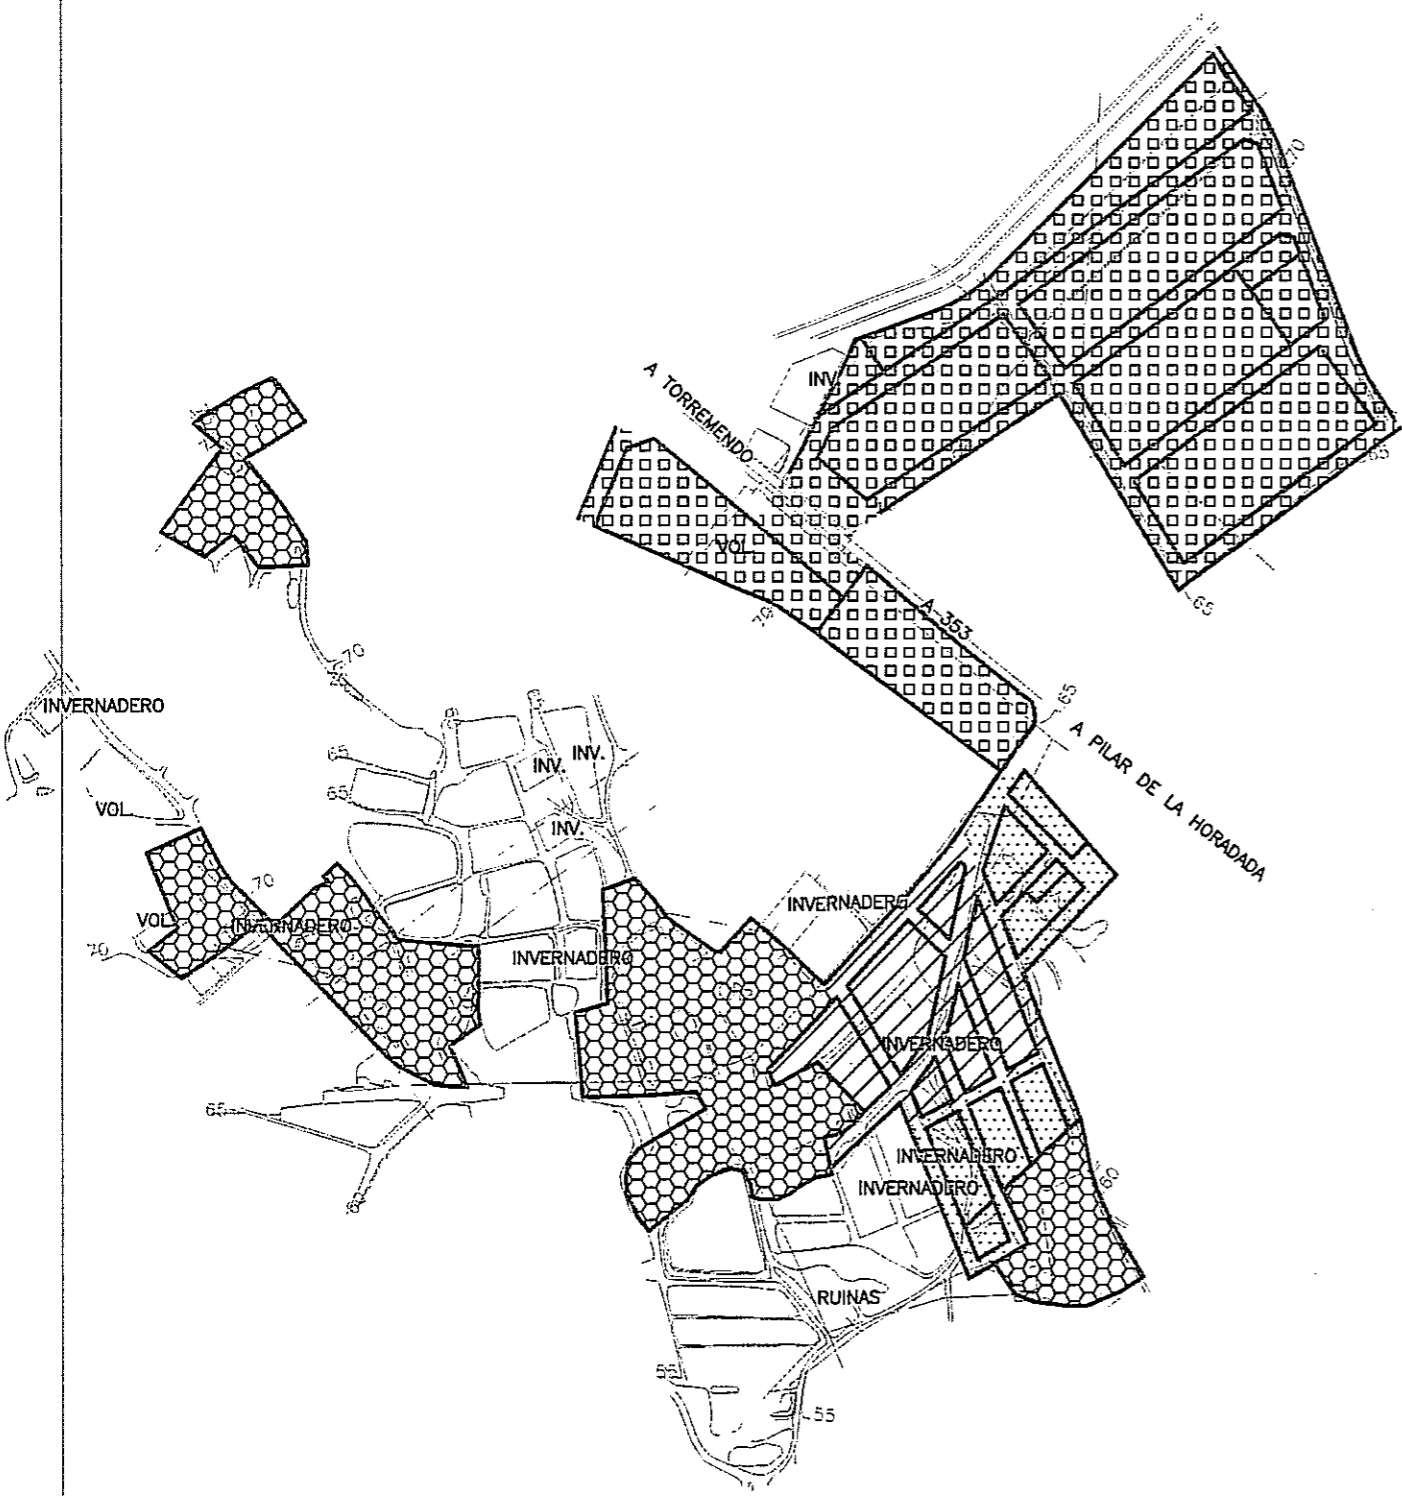 70
INV.
A TORREMENDO
65
VOL.
70
A 353
65
70
65
INVERNADERO
A PILAR DE LA HORADADA
65
INV.
INV.
65
VOL.
INV.
70
INVERNADERO
VOL.
INVERNADERO
70
INVERNADERO
INVERNADERO
65
INVERNADERO
60
INVERNADERO
RUINAS
55
55